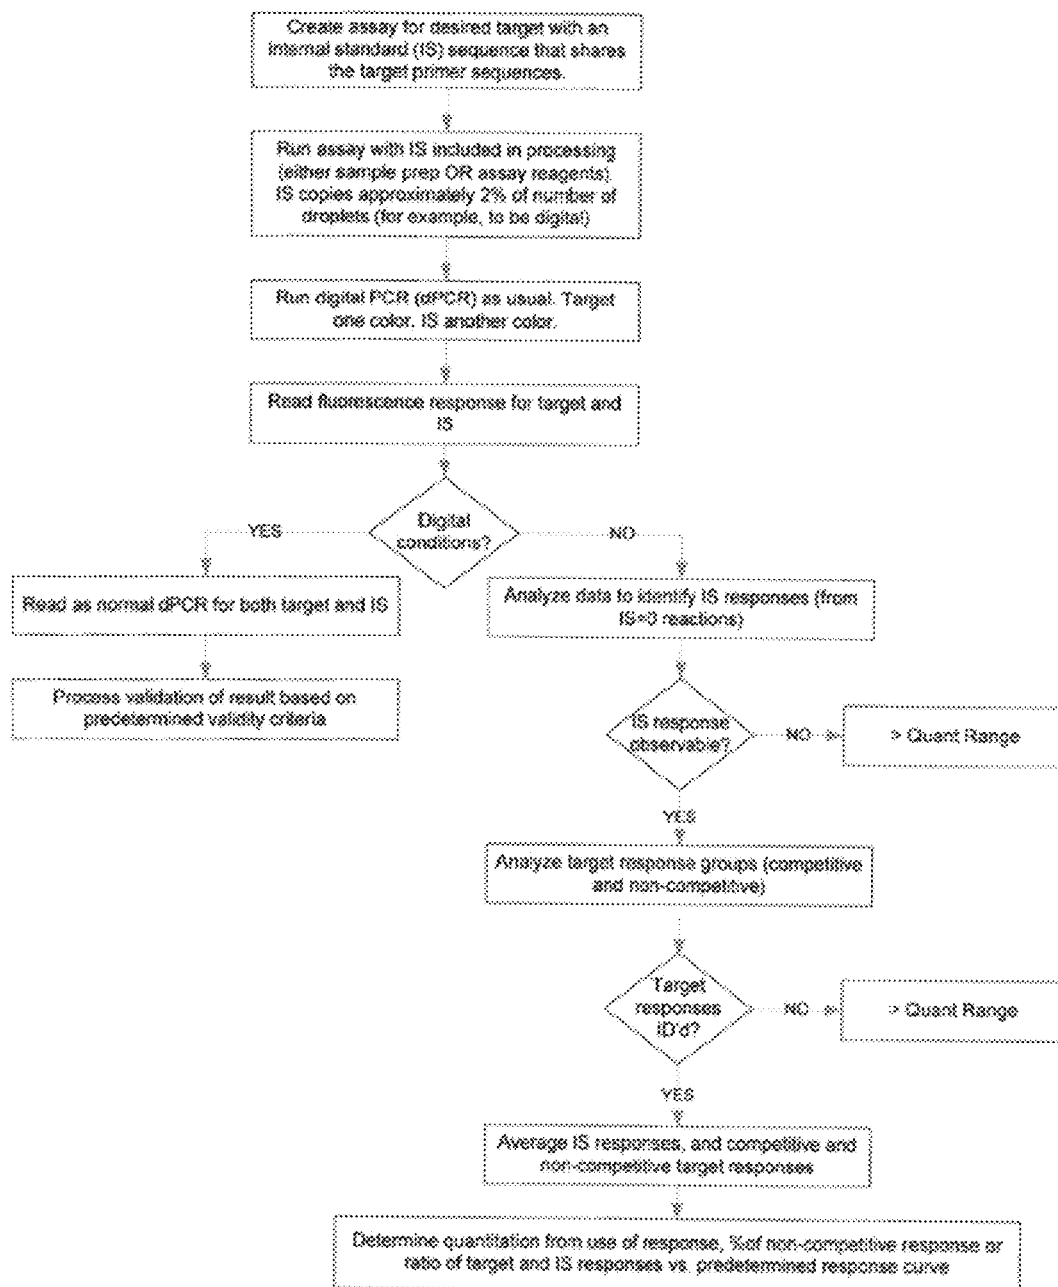 Create assay for desired target with an
internal standard (IS) sequence that shares
the target primer sequences.
Run assay with IS included in processing
(either sample prep OR assay reagents)
IS copies approximately 2% of number of
droplets (for example, to be digital)
Run digital PCR (dPCR) as usual. Target
one color. IS another color.
Read fluorescence response for target and
IS
Digital
conditions?
YES
NO
Read as normal dPCR for both target and IS
Process validation of result based on
predetermined validity criteria
Analyze data to identify IS responses (from
IS=0 reactions)
IS response
observable?
NO
> Quant Range
YES
Analyze target response groups (competitive
and non-competitive)
Target
responses
ID'd?
NO
> Quant Range
YES
Average IS responses, and competitive and
non-competitive target responses
Determine quantitation from use of response, %of non-competitive response or
ratio of target and IS responses vs. predetermined response curve